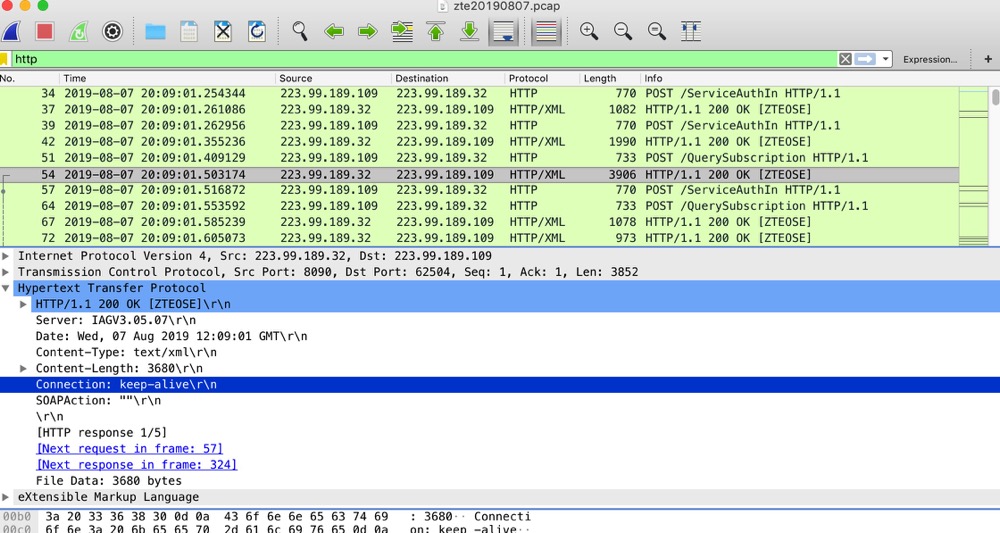 zte20190807.pcap
http
Expression...
+
No. Time Source Destination Protocol Length Info
34 2019-08-07 20:09:01.254344 223.99.189.109 223.99.189.32 HTTP 770 POST /ServiceAuthIn HTTP/1.1
37 2019-08-07 20:09:01.261086 223.99.189.32 223.99.189.109 HTTP/XML 1082 HTTP/1.1 200 OK [ZTEOSE]
39 2019-08-07 20:09:01.262956 223.99.189.109 223.99.189.32 HTTP 770 POST /ServiceAuthIn HTTP/1.1
42 2019-08-07 20:09:01.355236 223.99.189.32 223.99.189.109 HTTP/XML 1990 HTTP/1.1 200 OK [ZTEOSE]
51 2019-08-07 20:09:01.409129 223.99.189.109 223.99.189.32 HTTP 733 POST /QuerySubscription HTTP/1.1
54 2019-08-07 20:09:01.503174 223.99.189.32 223.99.189.109 HTTP/XML 3906 HTTP/1.1 200 OK [ZTEOSE]
57 2019-08-07 20:09:01.516872 223.99.189.109 223.99.189.32 HTTP 770 POST /ServiceAuthIn HTTP/1.1
64 2019-08-07 20:09:01.553592 223.99.189.109 223.99.189.32 HTTP 733 POST /QuerySubscription HTTP/1.1
67 2019-08-07 20:09:01.585239 223.99.189.32 223.99.189.109 HTTP/XML 1078 HTTP/1.1 200 OK [ZTEOSE]
72 2019-08-07 20:09:01.605073 223.99.189.32 223.99.189.109 HTTP/XML 973 HTTP/1.1 200 OK [ZTEOSE]
Internet Protocol Version 4, Src: 223.99.189.32, Dst: 223.99.189.109
Transmission Control Protocol, Src Port: 8090, Dst Port: 62504, Seq: 1, Ack: 1, Len: 3852
Hypertext Transfer Protocol
HTTP/1.1 200 OK [ZTEOSE]\r\n
Server: IAGV3.05.07\r\n
Date: Wed, 07 Aug 2019 12:09:01 GMT\r\n
Content-Type: text/xml\r\n
Content-Length: 3680\r\n
Connection: keep-alive\r\n
SOAPAction: ""\r\n
\r\n
[HTTP response 1/5]
[Next request in frame: 57]
[Next response in frame: 324]
File Data: 3680 bytes
eXtensible Markup Language
00b0 3a 20 33 36 38 30 0d 0a 43 6f 6e 6e 65 63 74 69 : 3680·· Connecti
00c0 6f 6e 3a 20 6b 65 65 70 2d 61 6c 69 76 65 0d 0a on: keep -alive··